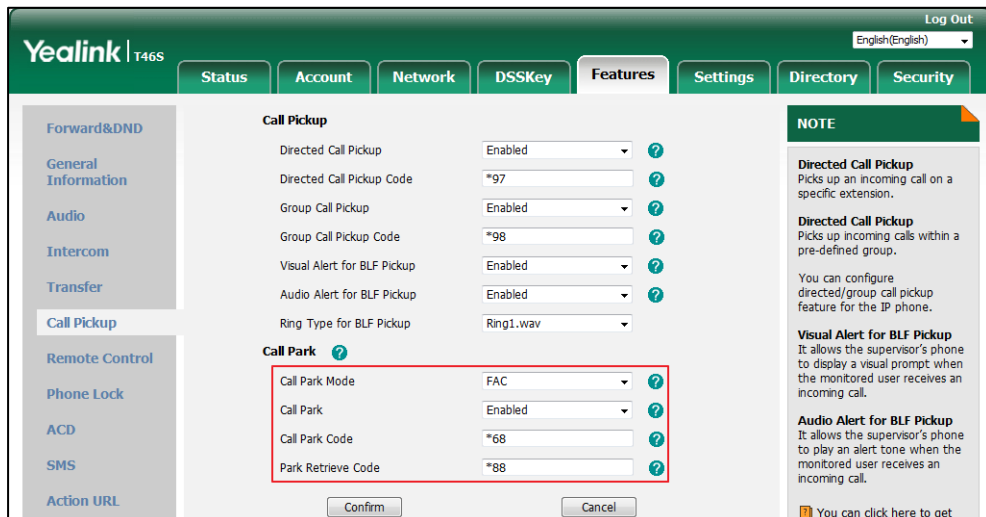 Log Out
Yealink T46S
English(English)
Status Account Network DSSKey Features Settings Directory Security
Forward&DND
General
Information
Audio
Intercom
Transfer
Call Pickup
Remote Control
Phone Lock
ACD
SMS
Action URL
Call Pickup
Directed Call Pickup Enabled ?
Directed Call Pickup Code *97 ?
Group Call Pickup Enabled ?
Group Call Pickup Code *98 ?
Visual Alert for BLF Pickup Enabled ?
Audio Alert for BLF Pickup Enabled ?
Ring Type for BLF Pickup Ring1.wav
Call Park ?
Call Park Mode FAC ?
Call Park Enabled ?
Call Park Code *68 ?
Park Retrieve Code *88 ?
Confirm Cancel
NOTE
Directed Call Pickup
Picks up an incoming call on a
specific extension.
Directed Call Pickup
Picks up incoming calls within a
pre-defined group.
You can configure
directed/group call pickup
feature for the IP phone.
Visual Alert for BLF Pickup
It allows the supervisor's phone
to display a visual prompt when
the monitored user receives an
incoming call.
Audio Alert for BLF Pickup
It allows the supervisor's phone
to play an alert tone when the
monitored user receives an
incoming call.
? You can click here to get